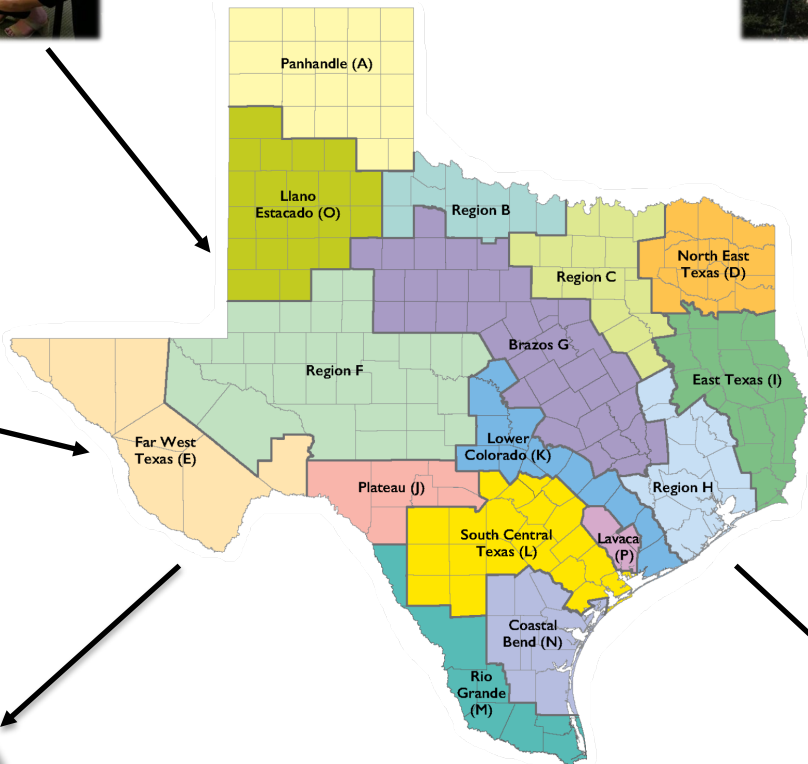 Panhandle (A)
Llano
Estacado (O)
Region B
North East
Texas (D)
Region C
Brazos G
Region F
East Texas (I)
Far West
Texas (E)
Lower
Colorado (K)
Plateau (J)
Region H
South Central
Texas (L)
Lavaca
(P)
Coastal
Bend (N)
Rio
Grande
(M)